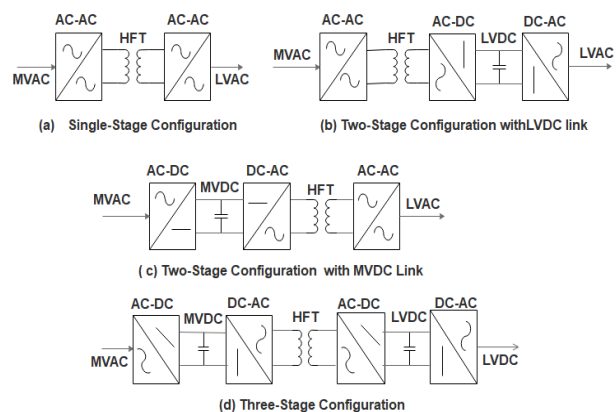 AC-AC AC-AC
HFT
MVAC LVAC
(a) Single-Stage Configuration
AC-AC AC-DC DC-AC
HFT LVDC
MVAC LVAC
(b) Two-Stage Configuration withLVDC link
AC-DC DC-AC AC-AC
MVDC HFT
MVAC LVAC
( c) Two-Stage Configuration with MVDC Link
AC-DC DC-AC AC-DC DC-AC
MVDC HFT LVDC
MVAC LVDC
(d) Three-Stage Configuration